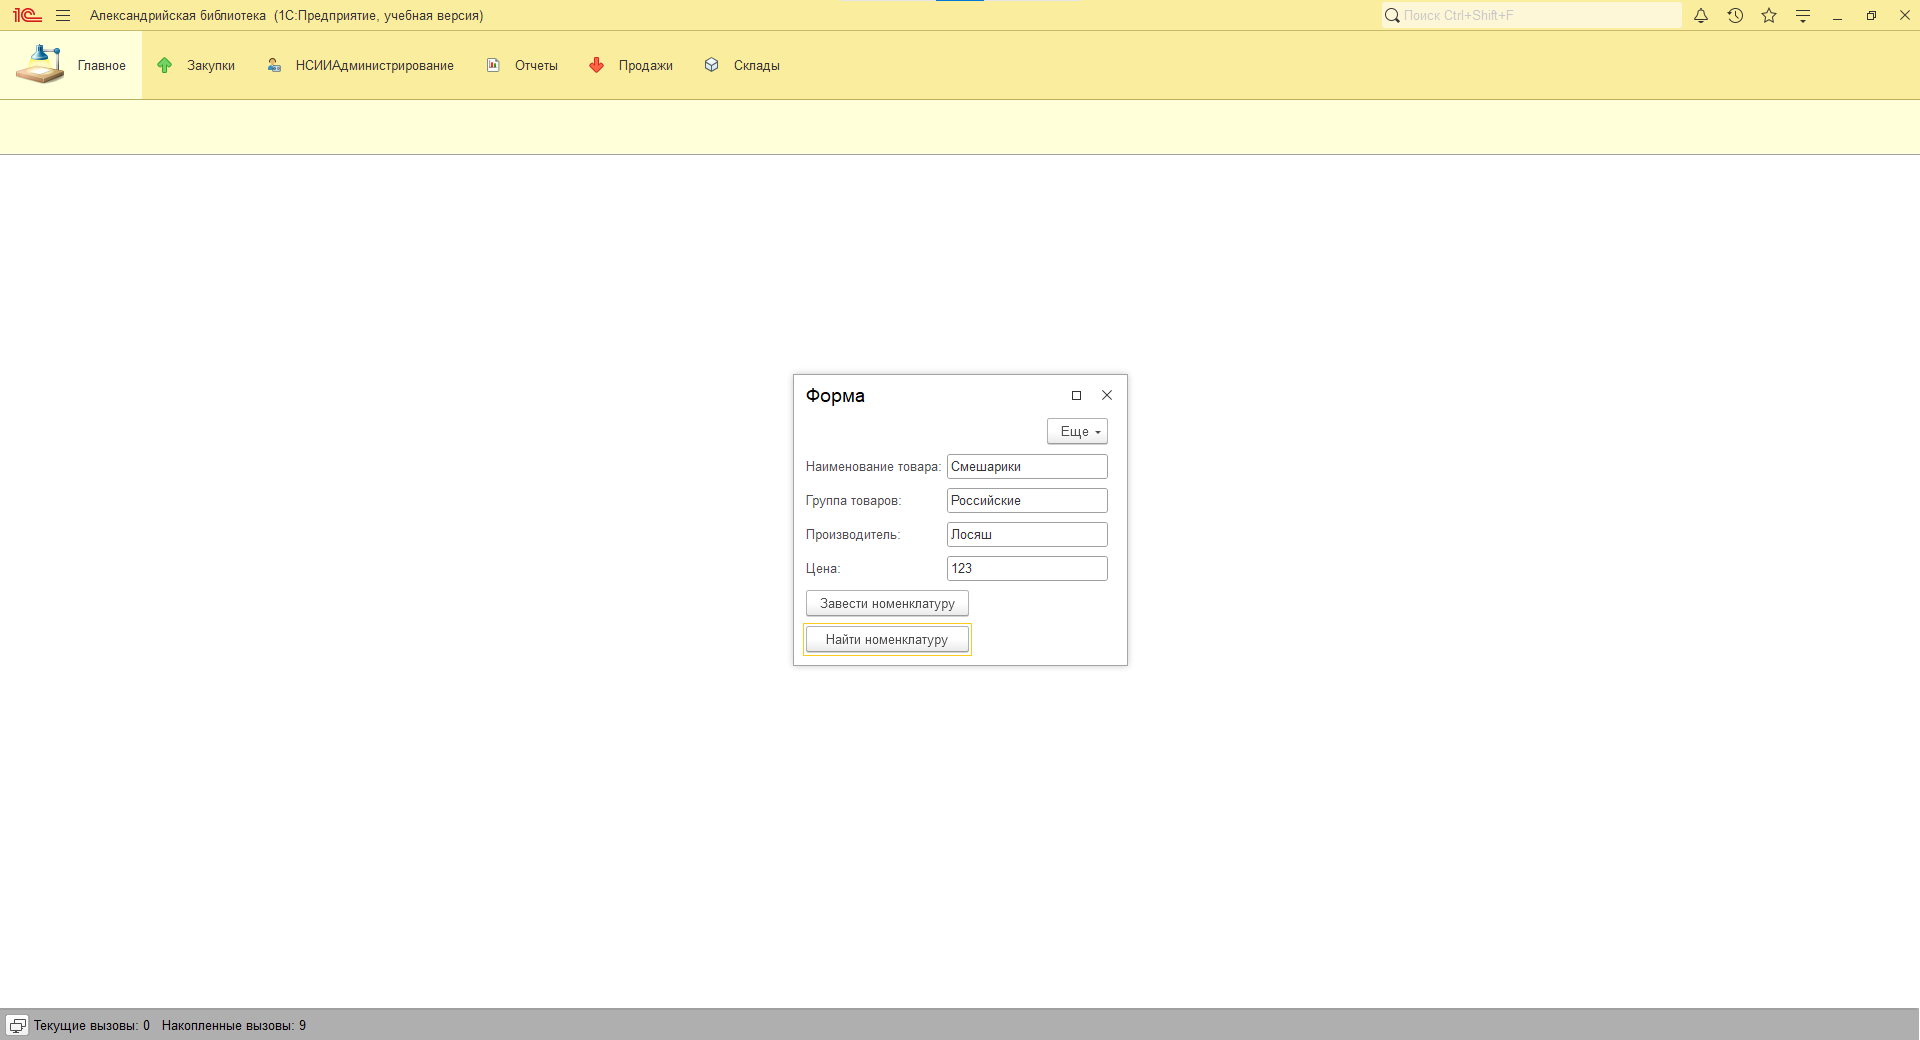 1С Александрийская библиотека (1С:Предприятие, учебная версия) Поиск Ctrl+Shift+F
Главное Закупки НСИИАдминистрирование Отчеты Продажи Склады
Форма
Еще
Наименование товара: Смешарики
Группа товаров: Российские
Производитель: Лосяш
Цена: 123
Завести номенклатуру
Найти номенклатуру
Текущие вызовы: 0 Накопленные вызовы: 9